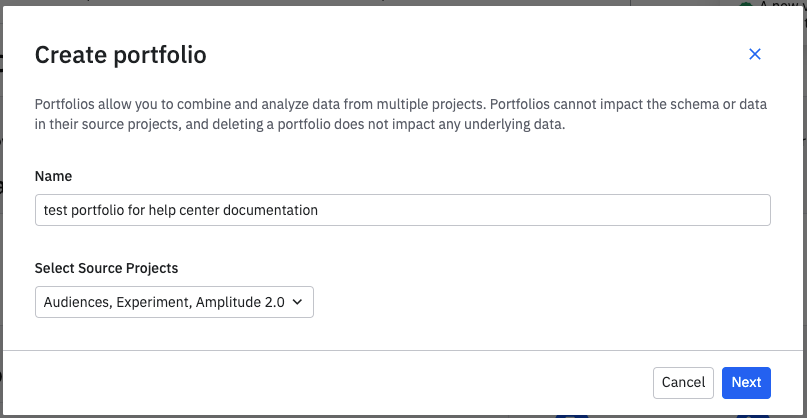 A new
Create portfolio
Portfolios allow you to combine and analyze data from multiple projects. Portfolios cannot impact the schema or data
in their source projects, and deleting a portfolio does not impact any underlying data.
Name
test portfolio for help center documentation
Select Source Projects
Audiences, Experiment, Amplitude 2.0
Cancel
Next